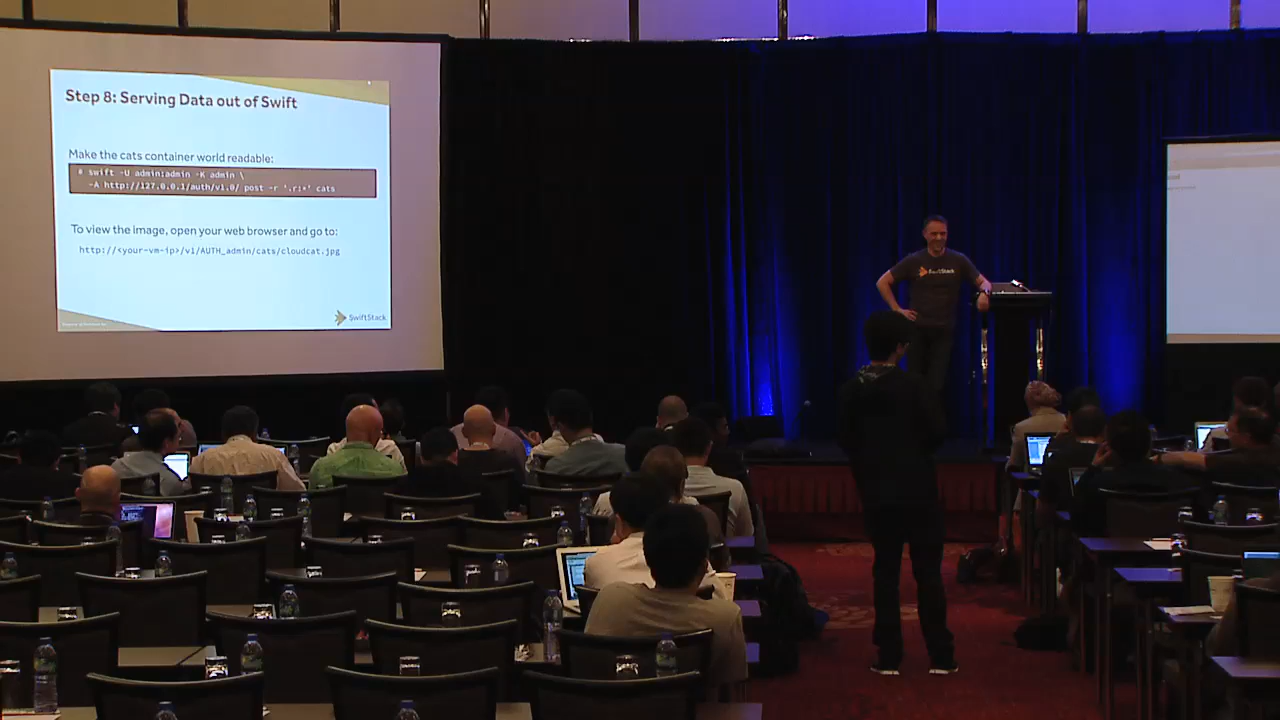 Step 8: Serving Data out of Swift
Make the cats container world readable:
# swift -U admin:admin -K admin \
-A http://127.0.0.1/auth/v1.0/ post -r '.r:*' cats
To view the image, open your web browser and go to:
http://<your-vm-ip>/v1/AUTH_admin/cats/cloudcat.jpg
SwiftStack
SwiftStack